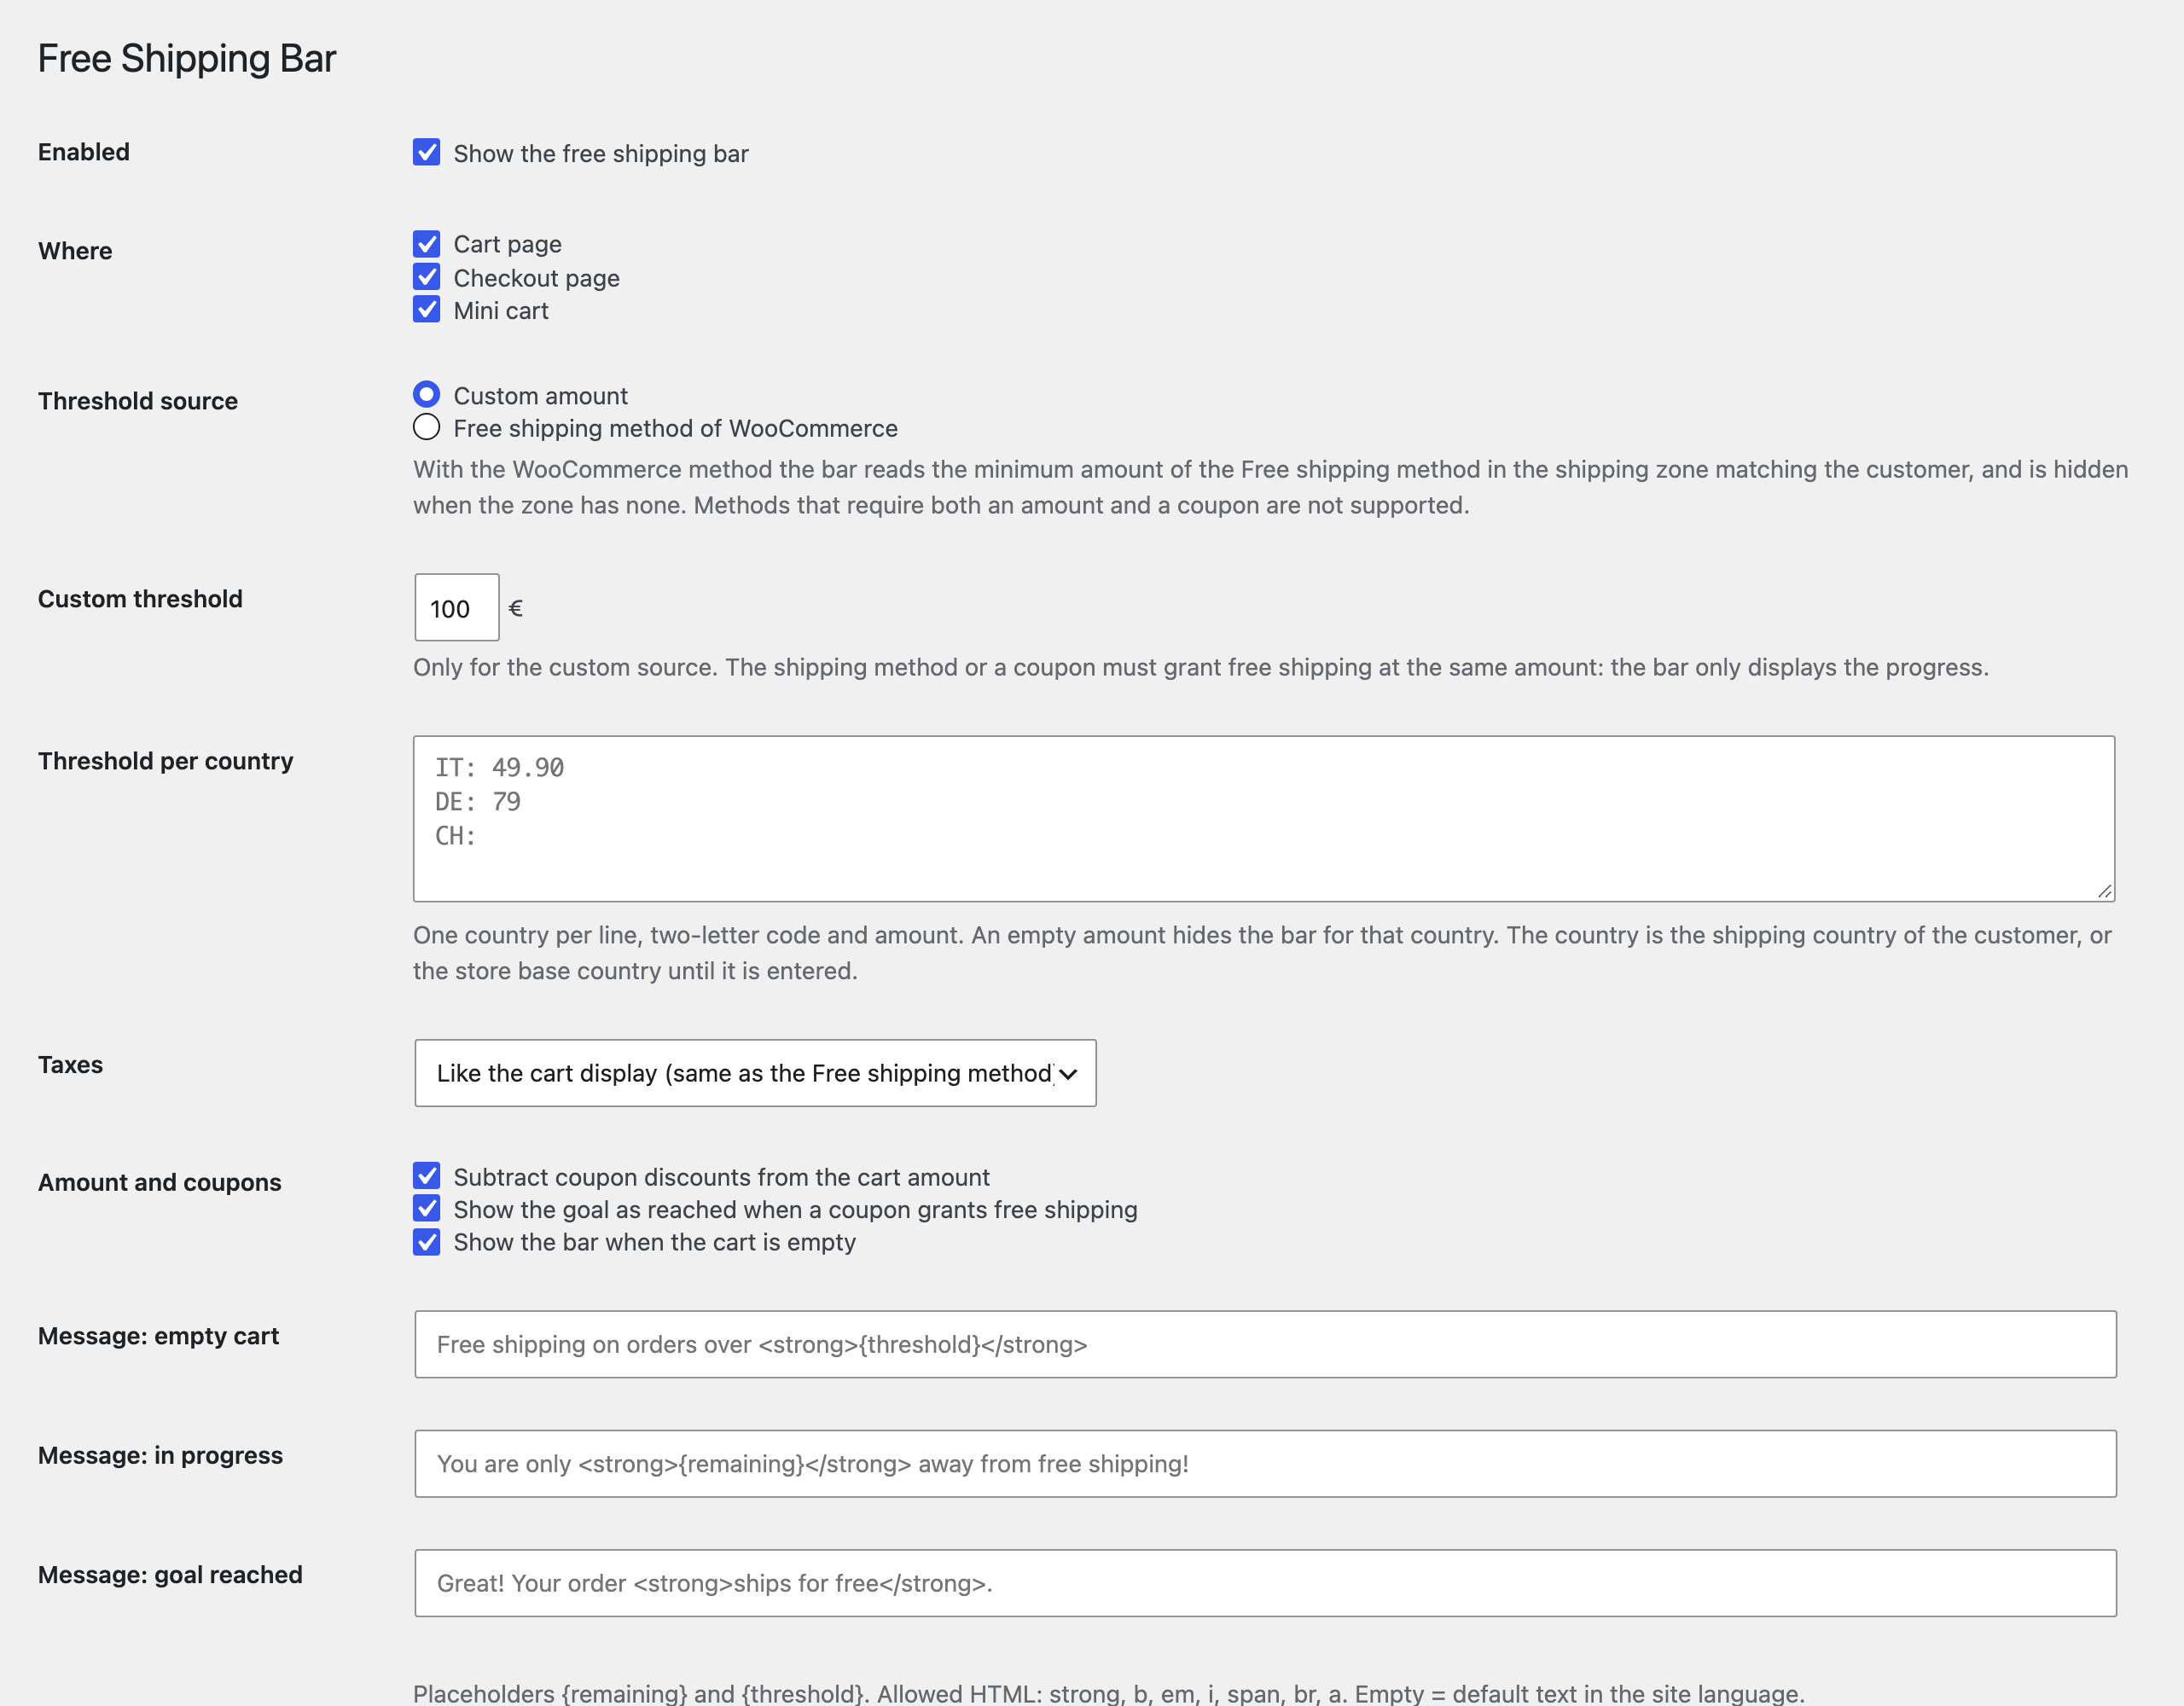 Free Shipping Bar
Enabled
Show the free shipping bar
Where
Cart page
Checkout page
Mini cart
Threshold source
Custom amount
Free shipping method of WooCommerce
With the WooCommerce method the bar reads the minimum amount of the Free shipping method in the shipping zone matching the customer, and is hidden
when the zone has none. Methods that require both an amount and a coupon are not supported.
Custom threshold
100 €
Only for the custom source. The shipping method or a coupon must grant free shipping at the same amount: the bar only displays the progress.
Threshold per country
IT: 49.90
DE: 79
CH:
One country per line, two-letter code and amount. An empty amount hides the bar for that country. The country is the shipping country of the customer, or
the store base country until it is entered.
Taxes
Like the cart display (same as the Free shipping method)
Amount and coupons
Subtract coupon discounts from the cart amount
Show the goal as reached when a coupon grants free shipping
Show the bar when the cart is empty
Message: empty cart
Free shipping on orders over <strong>{threshold}</strong>
Message: in progress
You are only <strong>{remaining}</strong> away from free shipping!
Message: goal reached
Great! Your order <strong>ships for free</strong>.
Placeholders {remaining} and {threshold}. Allowed HTML: strong, b, em, i, span, br, a. Empty = default text in the site language.